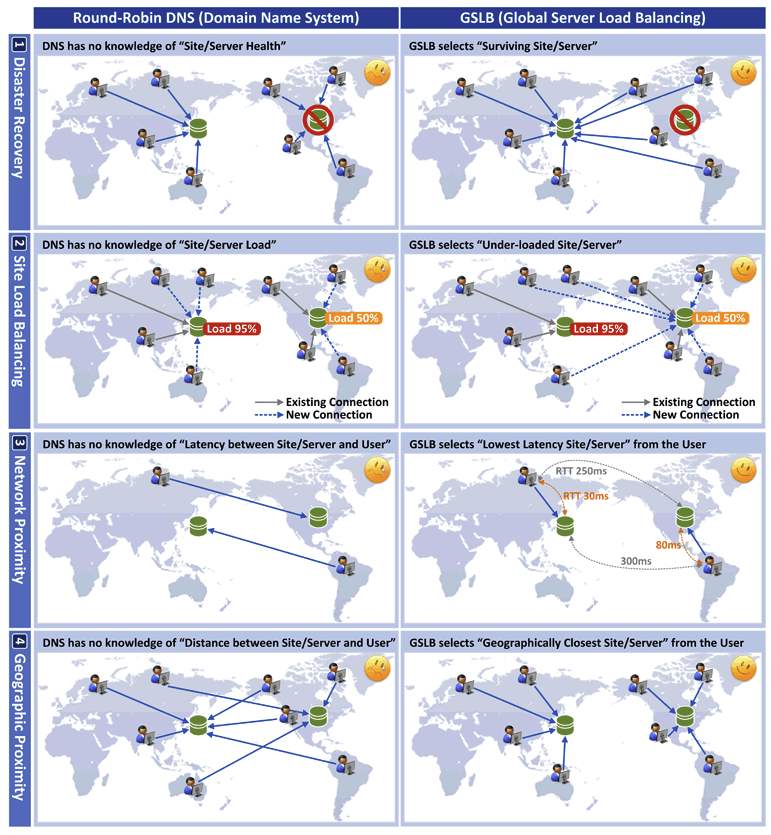 Round-Robin DNS (Domain Name System)
GSLB (Global Server Load Balancing)
1 Disaster Recovery
DNS has no knowledge of “Site/Server Health”
GSLB selects “Surviving Site/Server”
2 Site Load Balancing
DNS has no knowledge of “Site/Server Load”
Load 95%
Load 50%
Existing Connection
New Connection
GSLB selects “Under-loaded Site/Server”
Load 95%
Load 50%
Existing Connection
New Connection
3 Network Proximity
DNS has no knowledge of “Latency between Site/Server and User”
GSLB selects “Lowest Latency Site/Server” from the User
RTT 250ms
RTT 30ms
80ms
300ms
4 Geographic Proximity
DNS has no knowledge of “Distance between Site/Server and User”
GSLB selects “Geographically Closest Site/Server” from the User